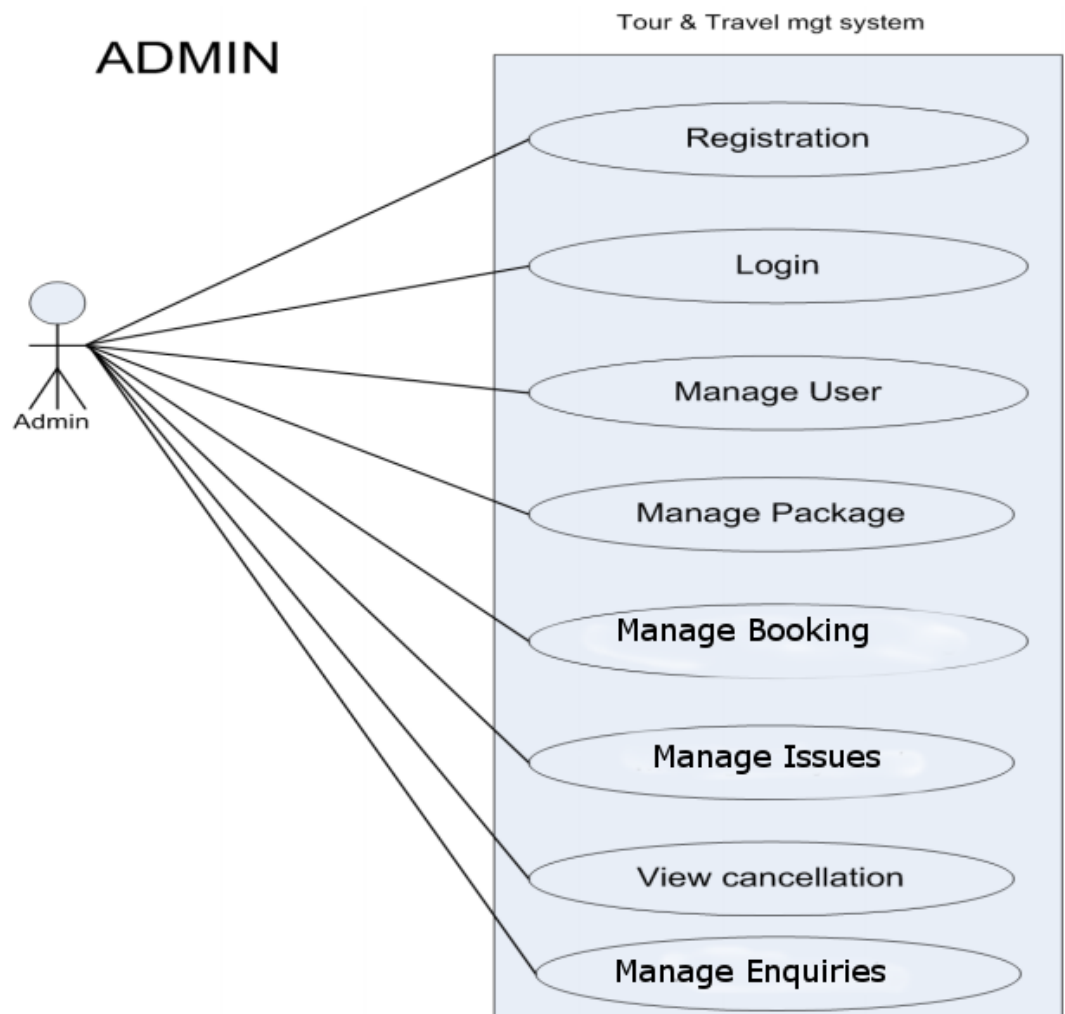 Tour & Travel mgt system
ADMIN
Registration
Login
Manage User
Admin
Manage Package
Manage Booking
Manage Issues
View cancellation
Manage Enquiries